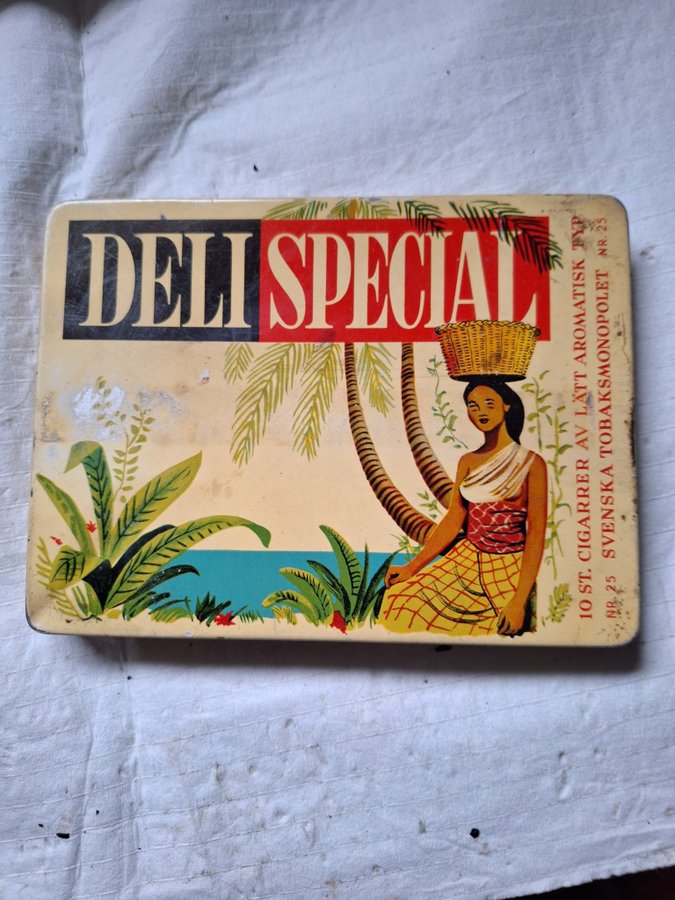 DELI SPECIAL
10 ST. CIGARRER AV LÄTT AROMATISK TYP
NR. 25 SVENSKA TOBAKSMONOPOLET NR. 25